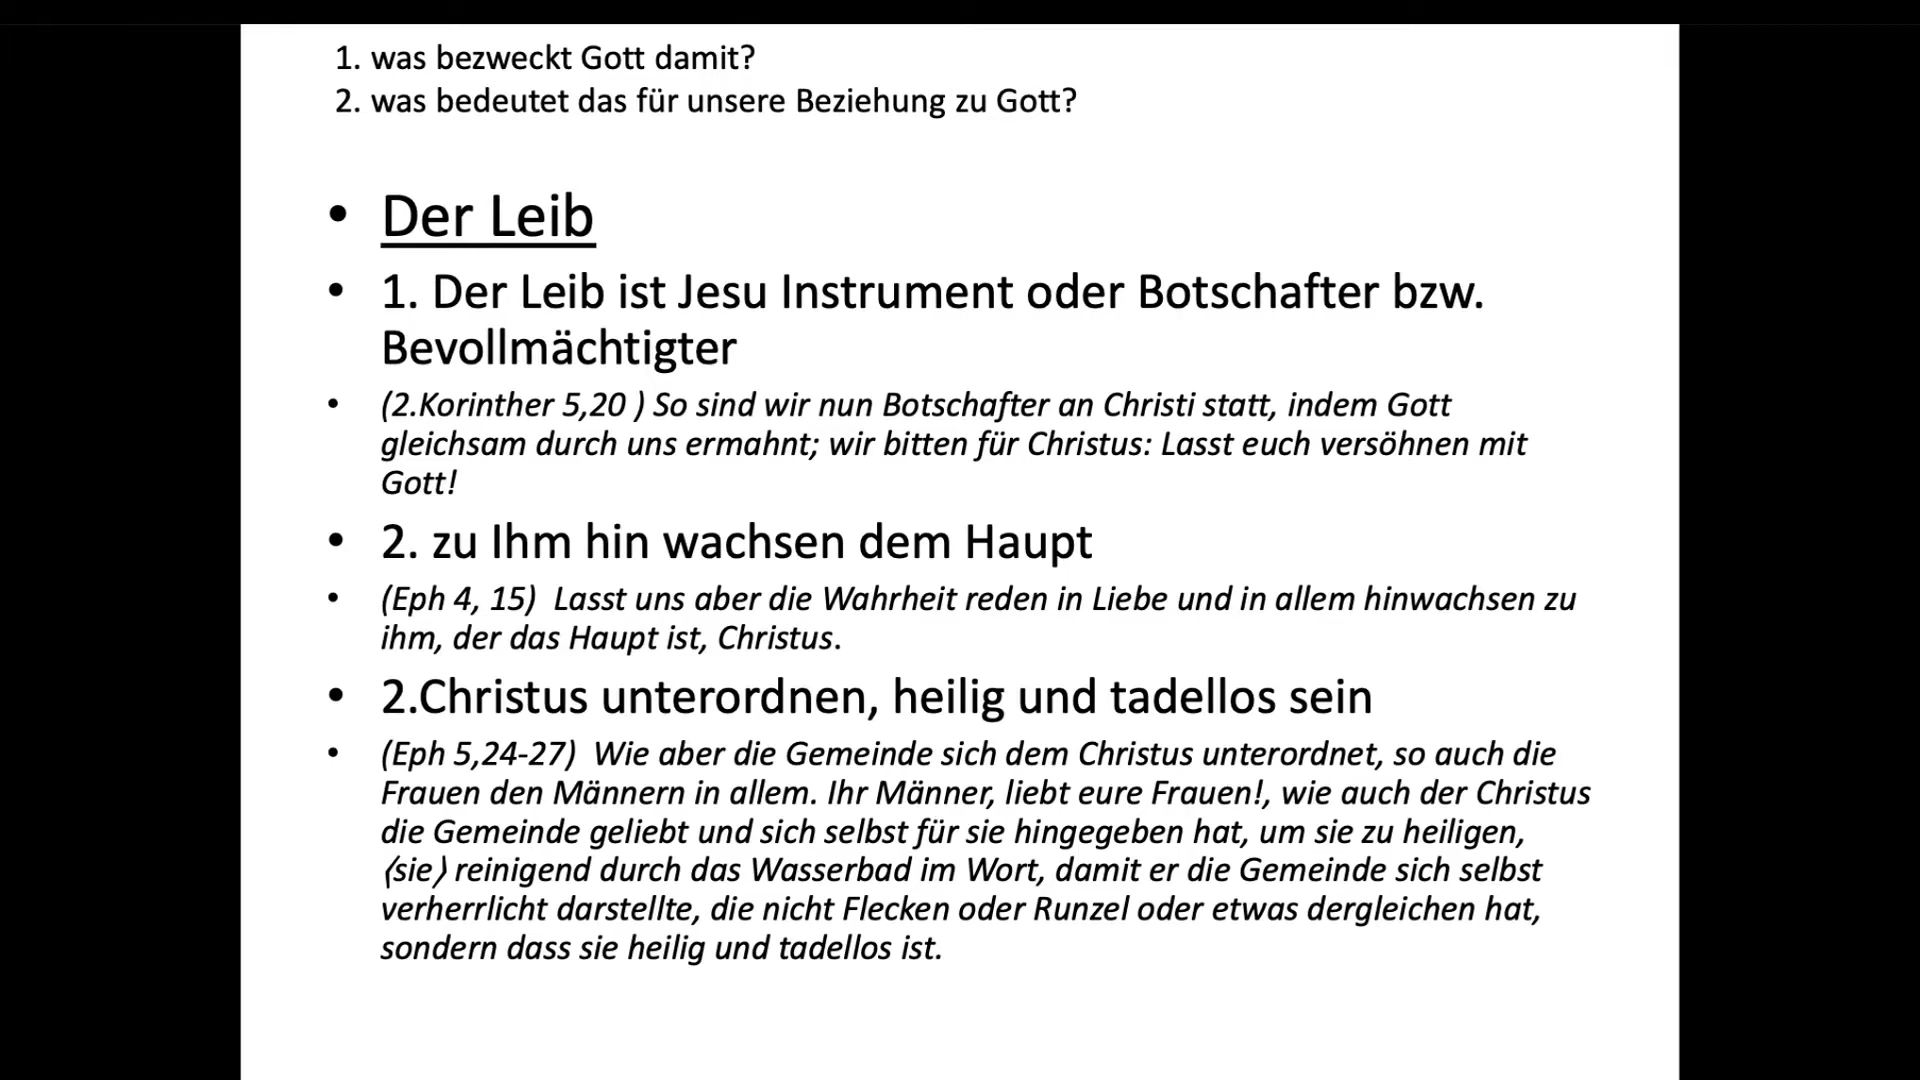 1. was bezweckt Gott damit?
2. was bedeutet das für unsere Beziehung zu Gott?
• Der Leib
• 1. Der Leib ist Jesu Instrument oder Botschafter bzw.
Bevollmächtigter
• (2.Korinther 5,20 ) So sind wir nun Botschafter an Christi statt, indem Gott
gleichsam durch uns ermahnt; wir bitten für Christus: Lasst euch versöhnen mit
Gott!
• 2. zu Ihm hin wachsen dem Haupt
• (Eph 4, 15)  Lasst uns aber die Wahrheit reden in Liebe und in allem hinwachsen zu
ihm, der das Haupt ist, Christus.
• 2.Christus unterordnen, heilig und tadellos sein
• (Eph 5,24-27)  Wie aber die Gemeinde sich dem Christus unterordnet, so auch die
Frauen den Männern in allem. Ihr Männer, liebt eure Frauen!, wie auch der Christus
die Gemeinde geliebt und sich selbst für sie hingegeben hat, um sie zu heiligen,
⟨sie⟩ reinigend durch das Wasserbad im Wort, damit er die Gemeinde sich selbst
verherrlicht darstellte, die nicht Flecken oder Runzel oder etwas dergleichen hat,
sondern dass sie heilig und tadellos ist.